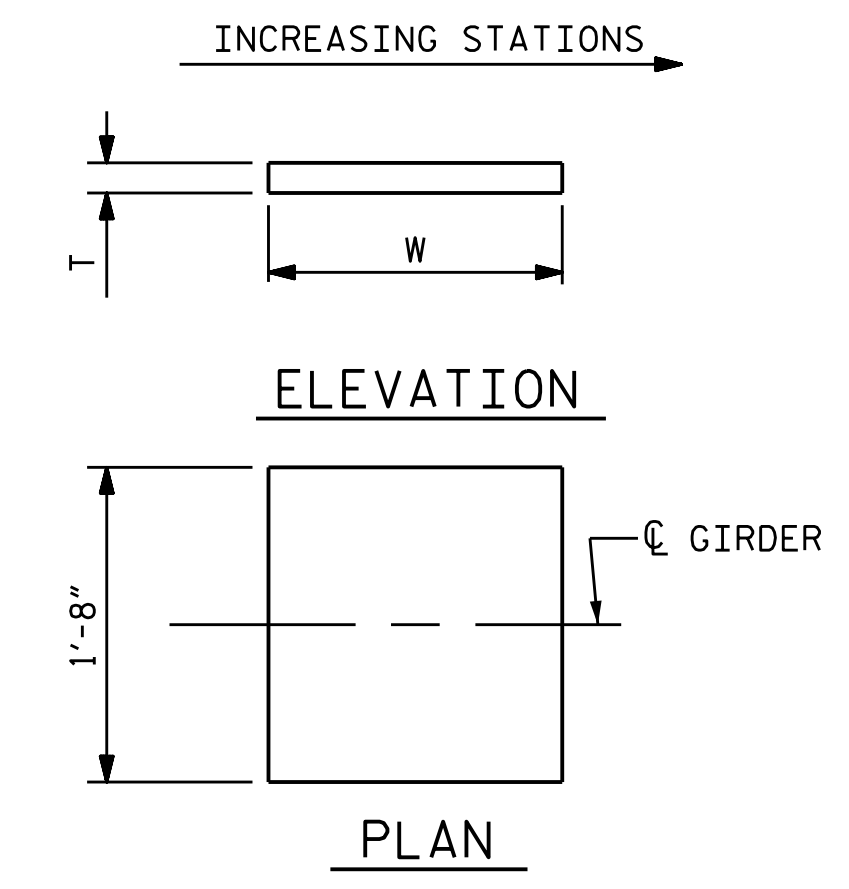 INCREASING STATIONS
T
W
ELEVATION
℄ GIRDER
1'-8"
PLAN